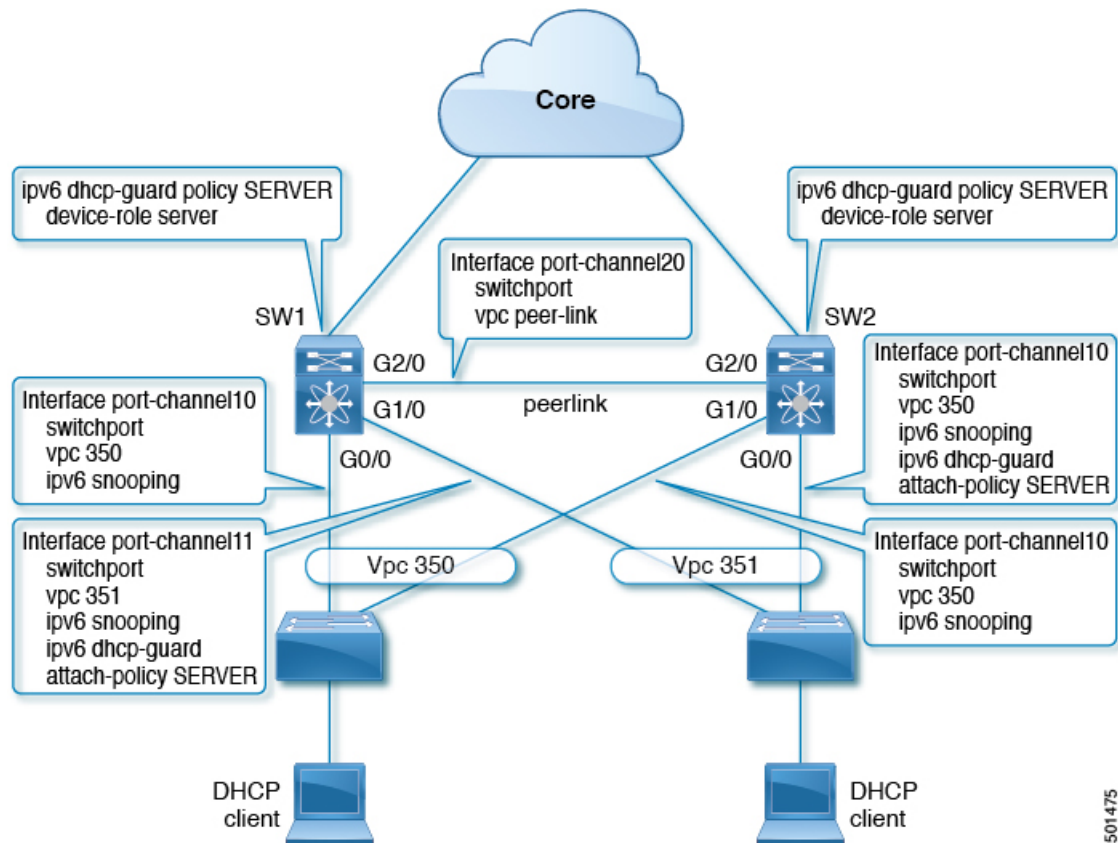 Core
ipv6 dhcp-guard policy SERVER
device-role server
ipv6 dhcp-guard policy SERVER
device-role server
Interface port-channel20
switchport
vpc peer-link
SW1
SW2
G2/0
G2/0
peerlink
G1/0
G1/0
G0/0
G0/0
Interface port-channel10
switchport
vpc 350
ipv6 snooping
Interface port-channel10
switchport
vpc 350
ipv6 snooping
ipv6 dhcp-guard
attach-policy SERVER
Interface port-channel11
switchport
vpc 351
ipv6 snooping
ipv6 dhcp-guard
attach-policy SERVER
Vpc 350
Vpc 351
Interface port-channel10
switchport
vpc 350
ipv6 snooping
DHCP
client
DHCP
client
501475